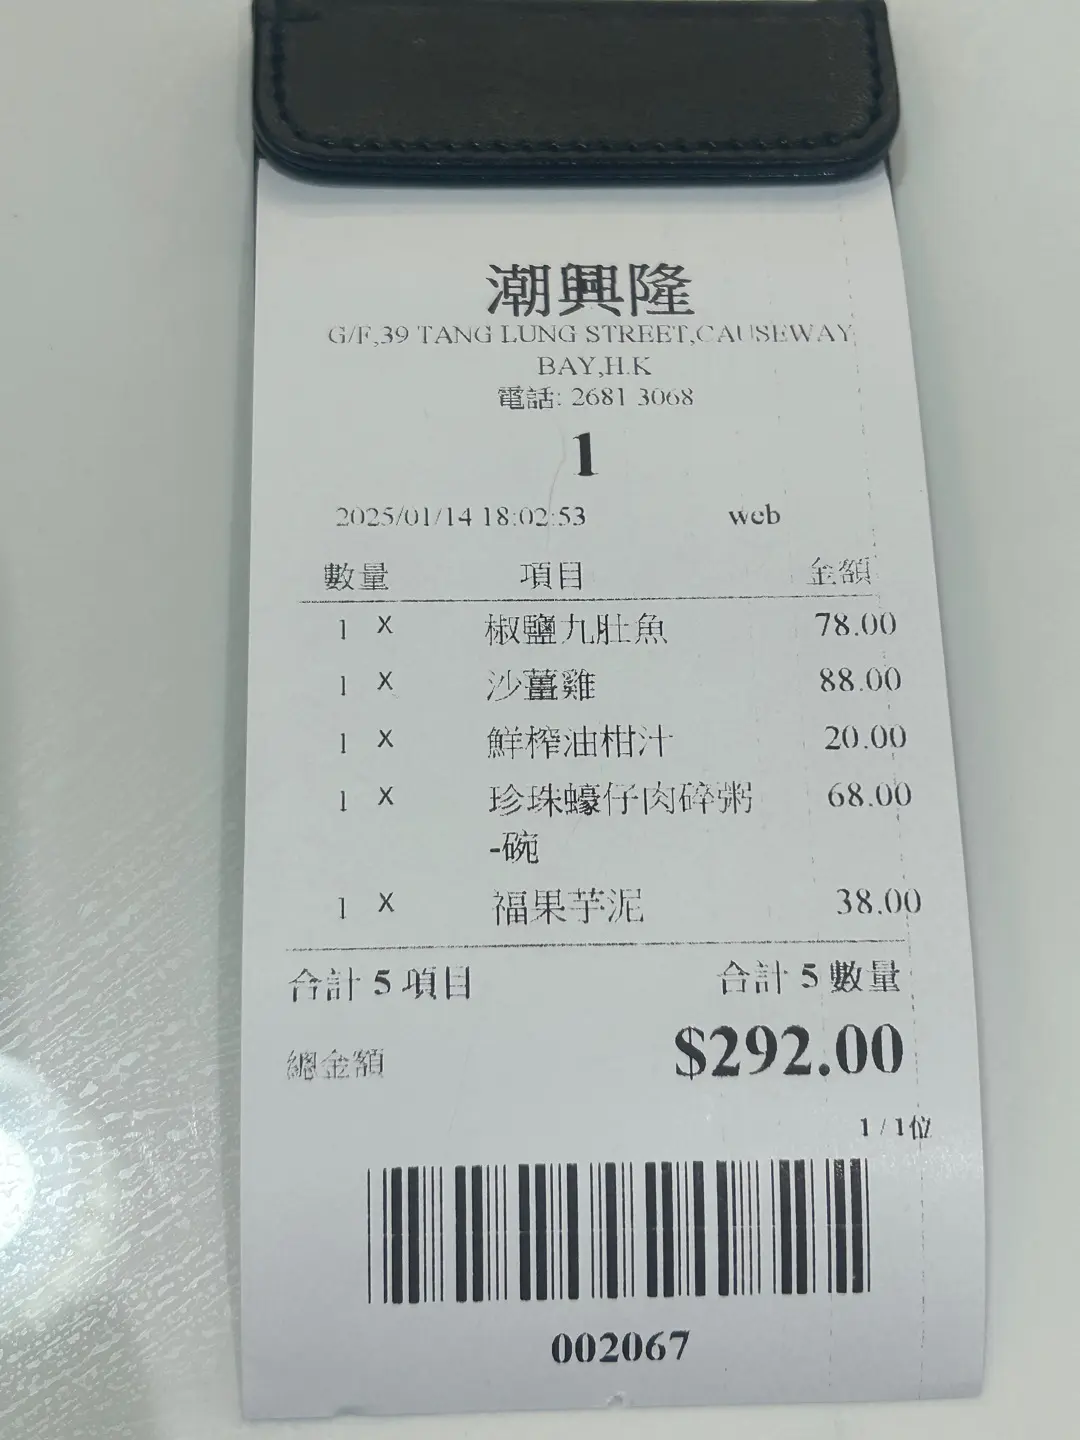 潮興隆
G/F,39 TANG LUNG STREET,CAUSEWAY
BAY,H.K
電話: 2681 3068
1
2025/01/14 18:02:53 web
數量 項目 金額
1 X 椒鹽九肚魚 78.00
1 X 沙薑雞 88.00
1 X 鮮榨油柑汁 20.00
1 X 珍珠蠔仔肉碎粥 68.00
-碗
1 X 福果芋泥 38.00
合計 5 項目 合計 5 數量
總金額 $292.00
1 / 1位
002067